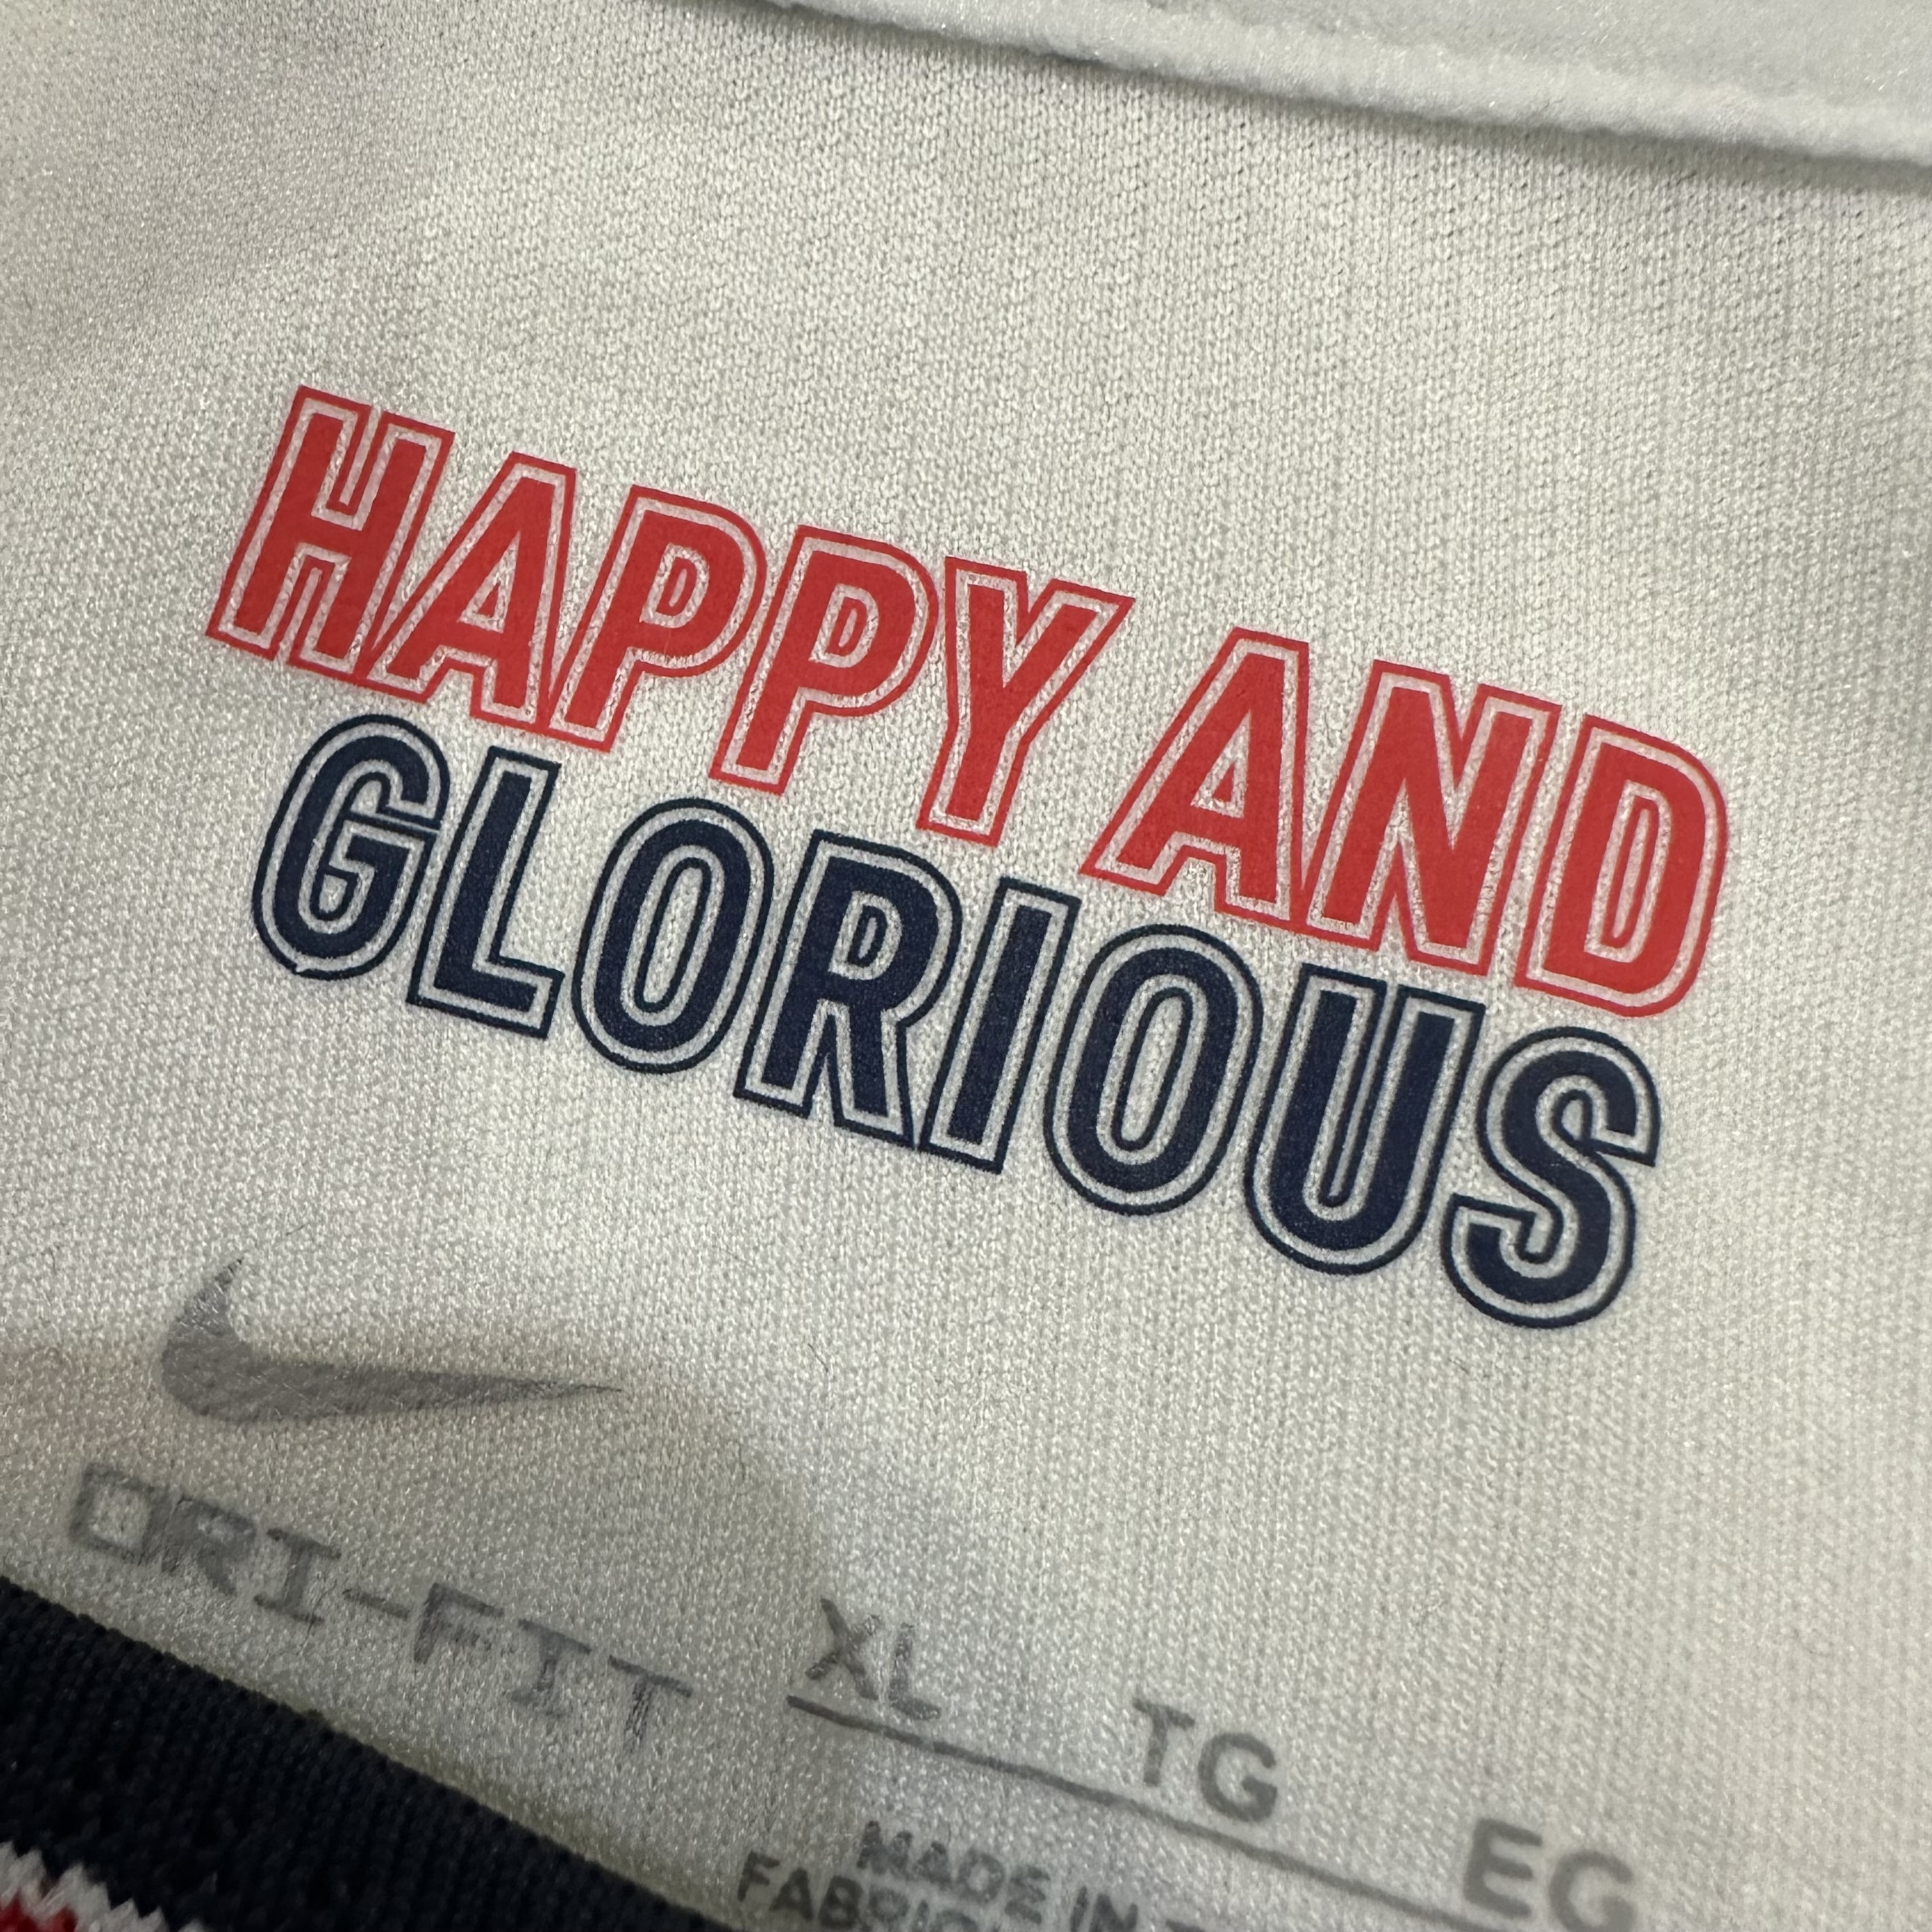 HAPPY AND
GLORIOUS
DRI-FIT
XL TG EG
MADE IN